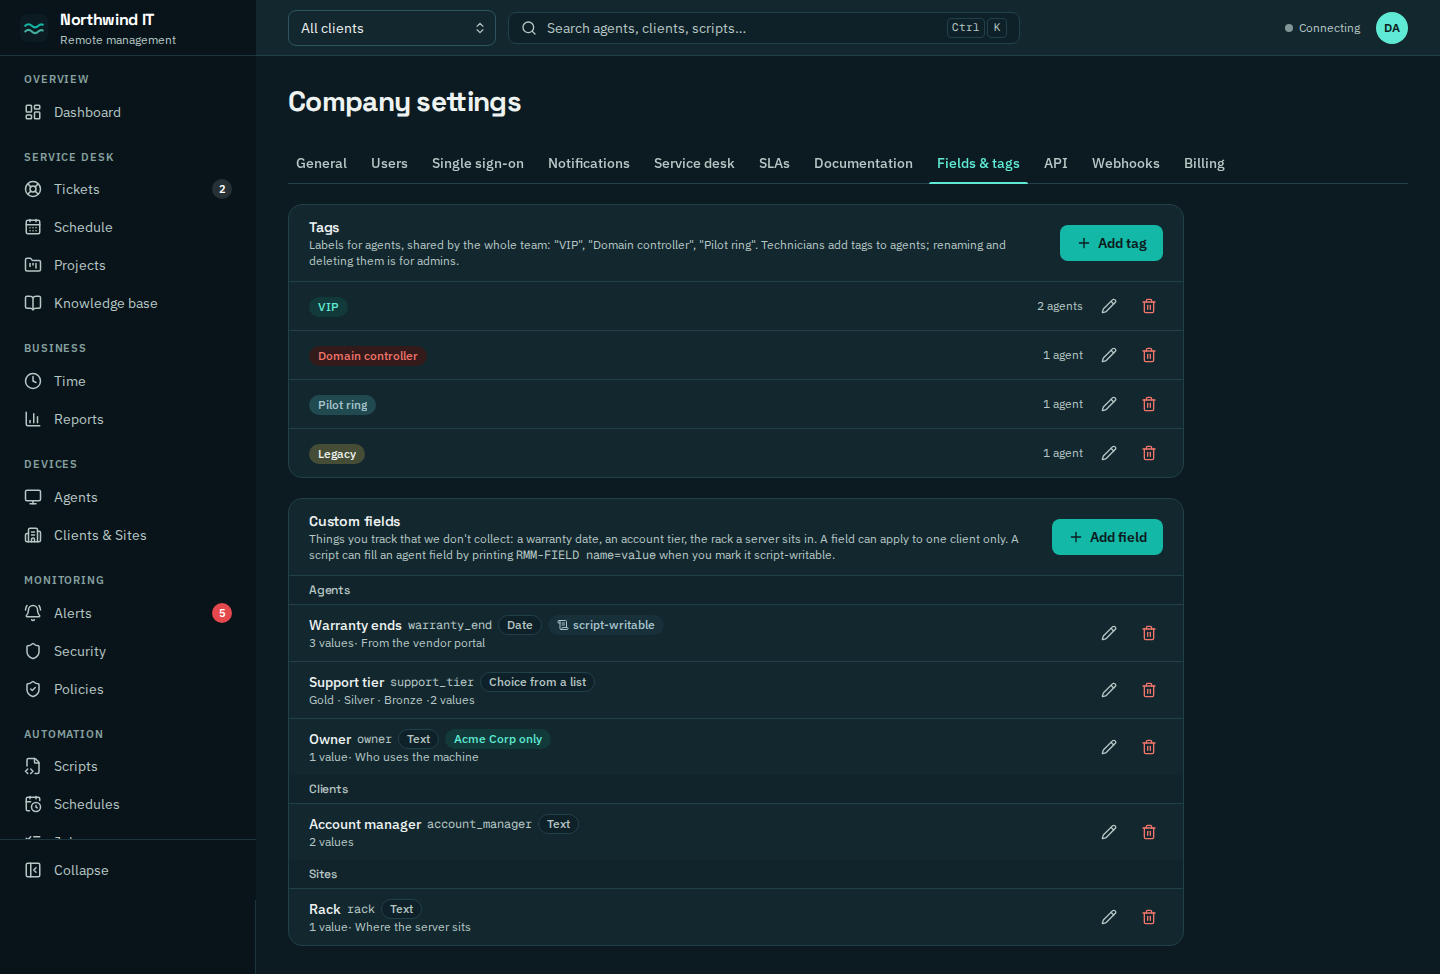 Northwind IT
Remote management
All clients
Search agents, clients, scripts...
Ctrl K
Connecting
DA
OVERVIEW
Dashboard
SERVICE DESK
Tickets 2
Schedule
Projects
Knowledge base
BUSINESS
Time
Reports
DEVICES
Agents
Clients & Sites
MONITORING
Alerts 5
Security
Policies
AUTOMATION
Scripts
Schedules
Collapse
Company settings
General Users Single sign-on Notifications Service desk SLAs Documentation Fields & tags API Webhooks Billing
Tags
Labels for agents, shared by the whole team: "VIP", "Domain controller", "Pilot ring". Technicians add tags to agents; renaming and
deleting them is for admins.
Add tag
VIP 2 agents
Domain controller 1 agent
Pilot ring 1 agent
Legacy 1 agent
Custom fields
Things you track that we don't collect: a warranty date, an account tier, the rack a server sits in. A field can apply to one client only. A
script can fill an agent field by printing RMM-FIELD name=value when you mark it script-writable.
Add field
Agents
Warranty ends warranty_end Date script-writable
3 values· From the vendor portal
Support tier support_tier Choice from a list
Gold · Silver · Bronze ·2 values
Owner owner Text Acme Corp only
1 value· Who uses the machine
Clients
Account manager account_manager Text
2 values
Sites
Rack rack Text
1 value· Where the server sits